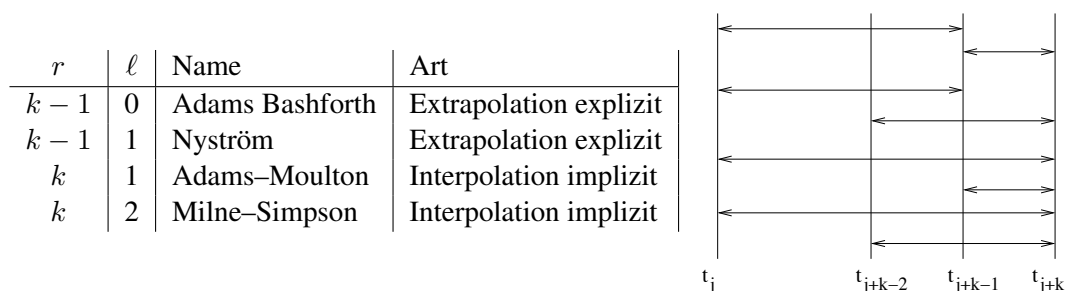 r ℓ Name Art
k − 1 0 Adams Bashforth Extrapolation explizit
k − 1 1 Nyström Extrapolation explizit
k 1 Adams–Moulton Interpolation implizit
k 2 Milne–Simpson Interpolation implizit
t_j t_{j+k−2} t_{j+k−1} t_{j+k}